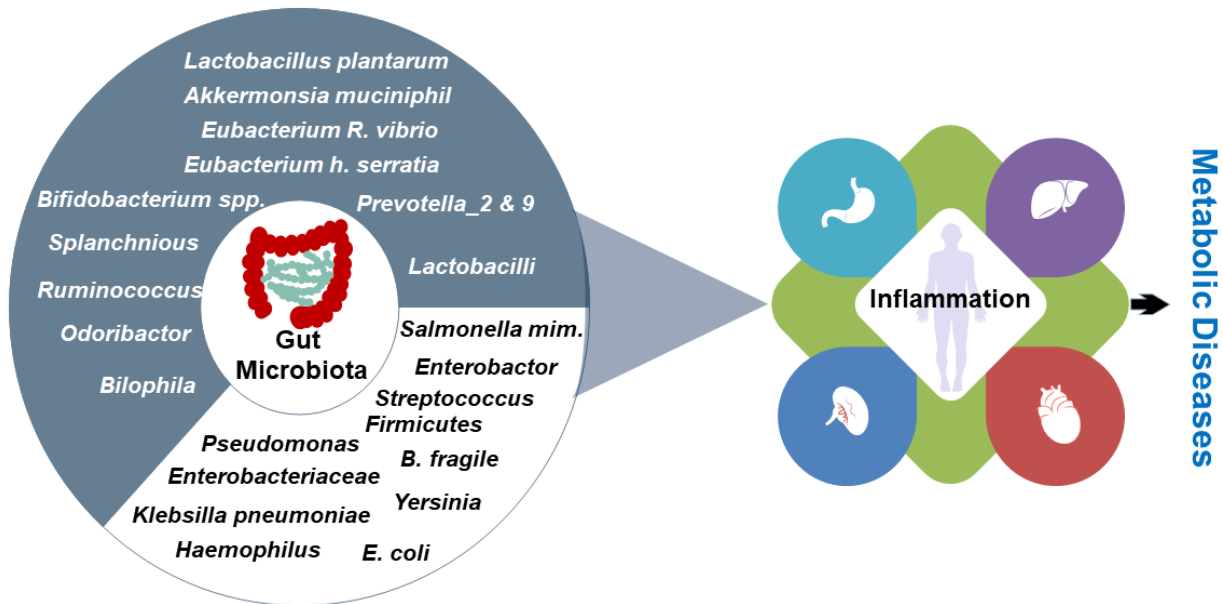 Lactobacillus plantarum
Akkermonsia muciniphil
Eubacterium R. vibrio
Eubacterium h. serratia
Bifidobacterium spp.
Prevotella_2 & 9
Splanchnious
Lactobacilli
Ruminococcus
Odoribactor
Bilophila
Gut
Microbiota
Salmonella mim.
Enterobactor
Streptococcus
Firmicutes
Pseudomonas
B. fragile
Enterobacteriaceae
Yersinia
Klebsilla pneumoniae
Haemophilus
E. coli
Inflammation
Metabolic Diseases